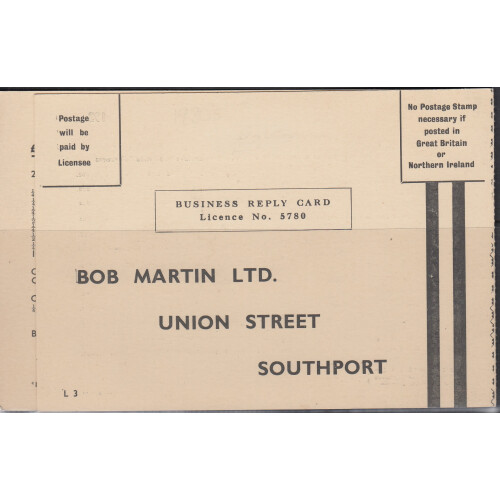 Postage
will be
paid by
Licensee
No Postage Stamp
necessary if
posted in
Great Britain
or
Northern Ireland
BUSINESS REPLY CARD
Licence No. 5780
BOB MARTIN LTD.
UNION STREET
SOUTHPORT
L 3